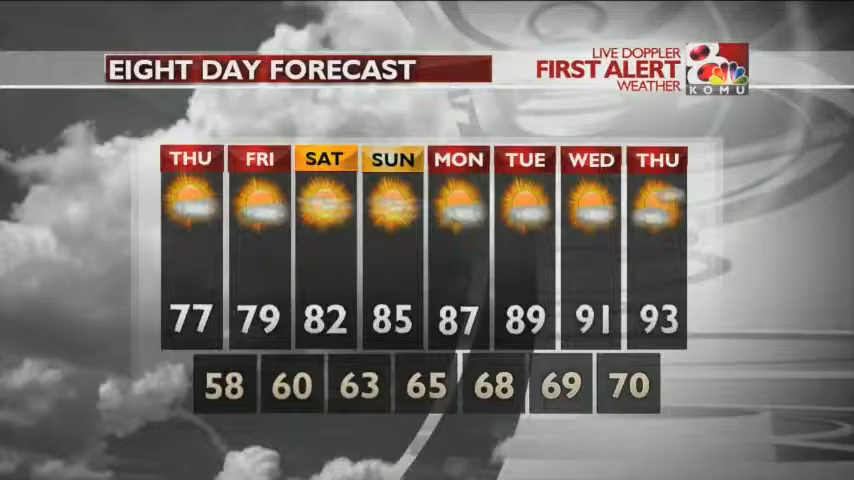 EIGHT DAY FORECAST
LIVE DOPPLER
FIRST ALERT
WEATHER
8
KOMU
THU FRI SAT SUN MON TUE WED THU
77 79 82 85 87 89 91 93
58 60 63 65 68 69 70